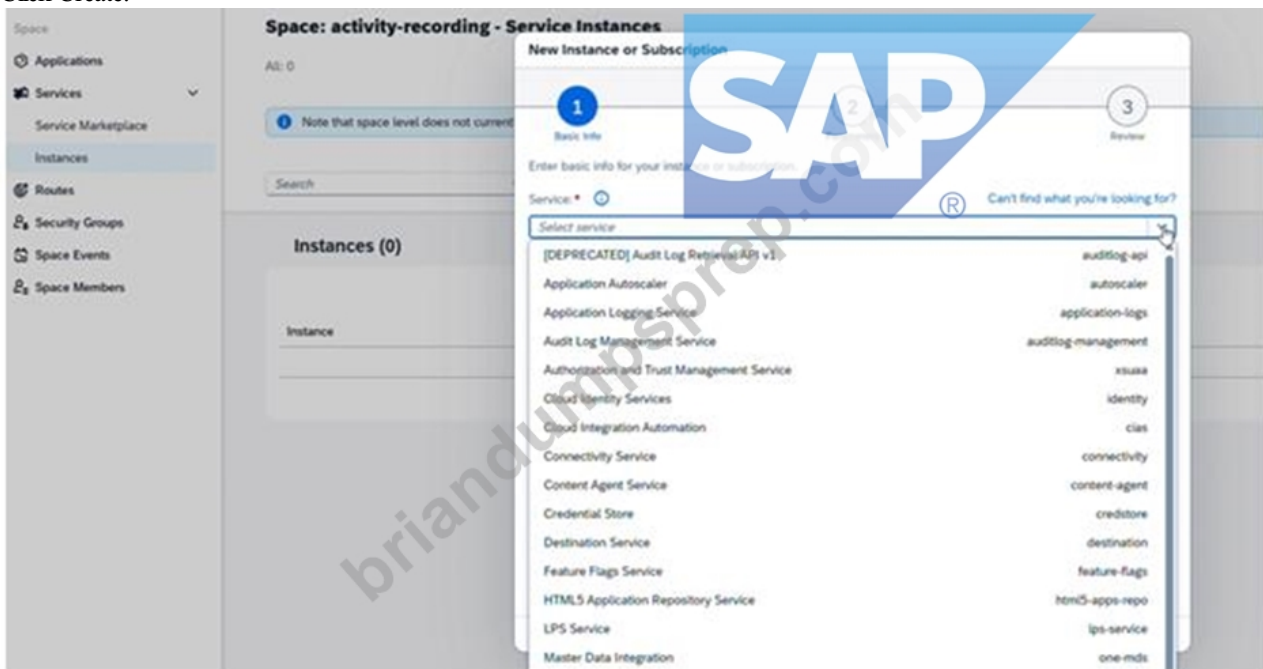 Space
Space: activity-recording - Service Instances
New Instance or Subscription
Applications
All: 0
Services
1
2
3
Service Marketplace
Note that space level does not current
Basic Info
Review
Instances
Enter basic info for your instance or subscription.
Routes
Search
Service: *
Can't find what you're looking for?
Security Groups
Select service
Space Events
Instances (0)
[DEPRECATED] Audit Log Retrieval API v1 auditlog-api
Space Members
Application Autoscaler autoscaler
Application Logging Service application-logs
Instance
Audit Log Management Service auditlog-management
Authorization and Trust Management Service xsuaa
Cloud Identity Services identity
Cloud Integration Automation cias
Connectivity Service connectivity
Content Agent Service content-agent
Credential Store credstore
Destination Service destination
Feature Flags Service feature-flags
HTML5 Application Repository Service html5-apps-repo
LPS Service lps-service
Master Data Integration one-mds
SAP
®
briandumpsprep.com